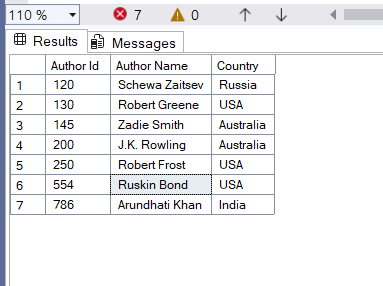 110 % 7 0
Results Messages
Author Id Author Name Country
1 120 Schewa Zaitsev Russia
2 130 Robert Greene USA
3 145 Zadie Smith Australia
4 200 J.K. Rowling Australia
5 250 Robert Frost USA
6 554 Ruskin Bond USA
7 786 Arundhati Khan India